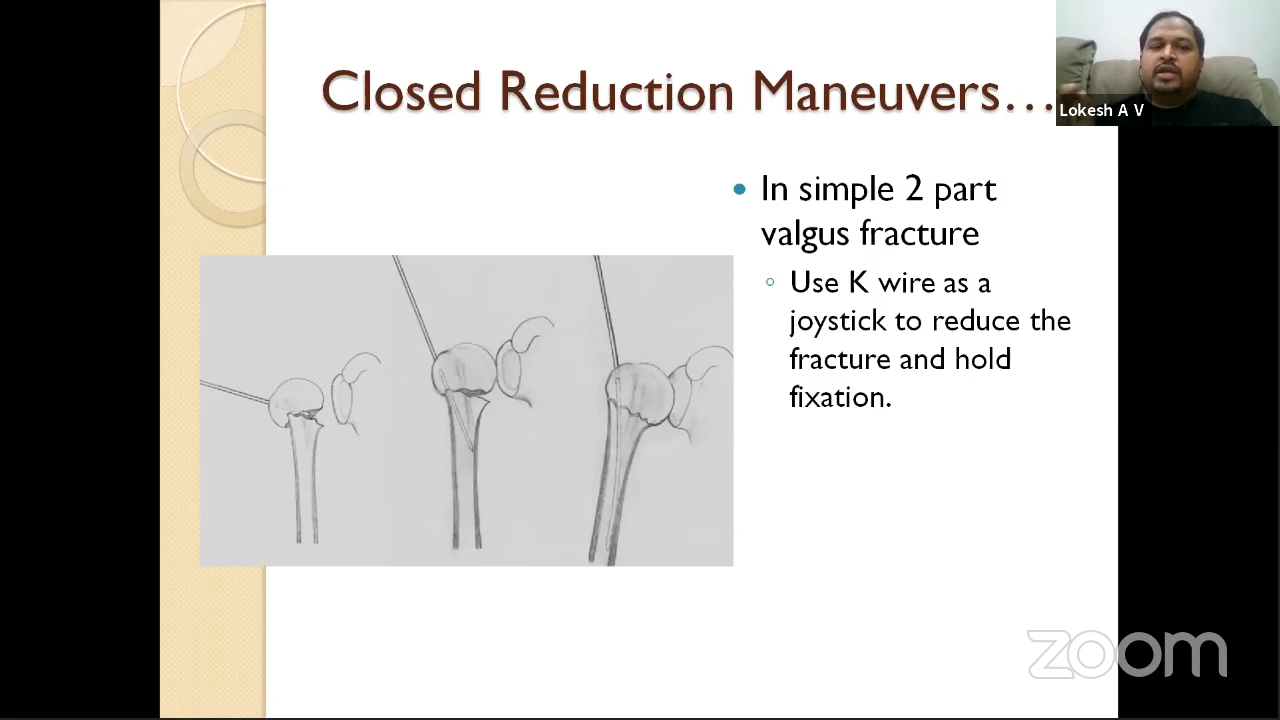 Closed Reduction Maneuvers…
Lokesh A V
In simple 2 part
valgus fracture
Use K wire as a
joystick to reduce the
fracture and hold
fixation.
zoom